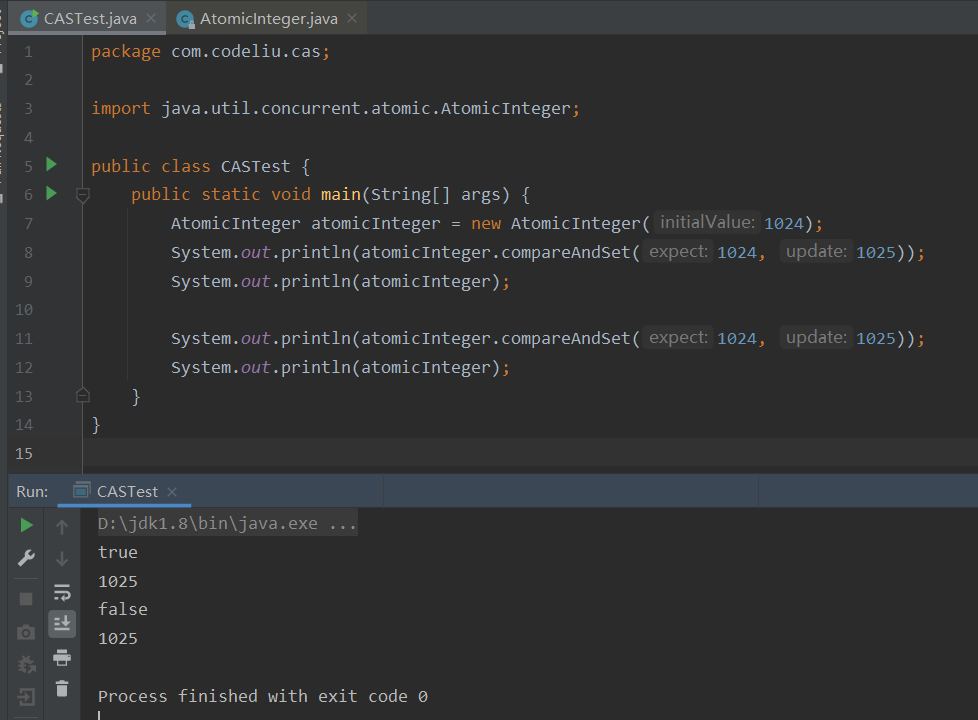 CASTest.java AtomicInteger.java
1 package com.codeliu.cas;
2
3 import java.util.concurrent.atomic.AtomicInteger;
4
5 public class CASTest {
6 public static void main(String[] args) {
7 AtomicInteger atomicInteger = new AtomicInteger( initialValue: 1024);
8 System.out.println(atomicInteger.compareAndSet( expect: 1024, update: 1025));
9 System.out.println(atomicInteger);
10
11 System.out.println(atomicInteger.compareAndSet( expect: 1024, update: 1025));
12 System.out.println(atomicInteger);
13 }
14 }
15
Run: CASTest
D:\jdk1.8\bin\java.exe ...
true
1025
false
1025
Process finished with exit code 0